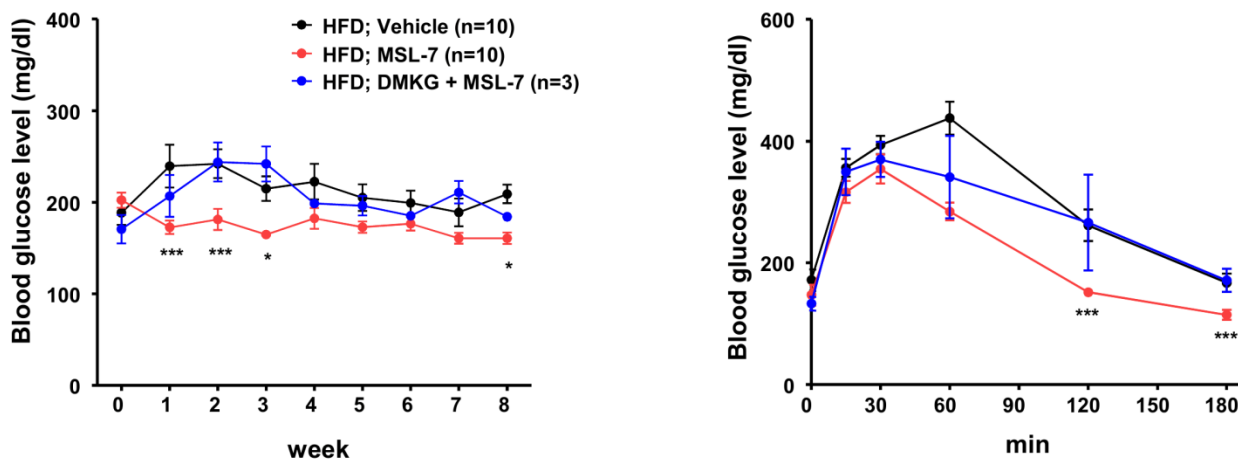 Blood glucose level (mg/dl)
400
300
200
100
0
HFD; Vehicle (n=10)
HFD; MSL-7 (n=10)
HFD; DMKG + MSL-7 (n=3)
***
***
*
*
0 1 2 3 4 5 6 7 8
week
Blood glucose level (mg/dl)
600
400
200
0
***
***
0 30 60 90 120 150 180
min